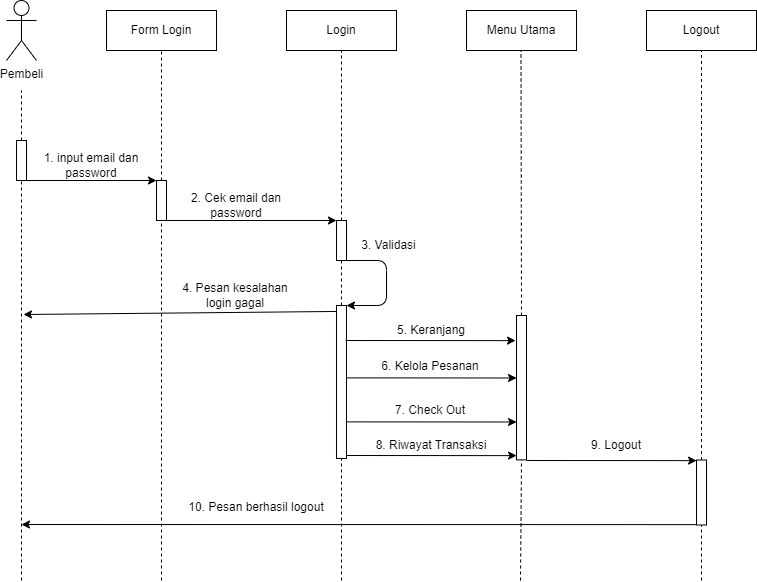 Form Login
Login
Menu Utama
Logout
Pembeli
1. input email dan
password
2. Cek email dan
password
3. Validasi
4. Pesan kesalahan
login gagal
5. Keranjang
6. Kelola Pesanan
7. Check Out
8. Riwayat Transaksi
9. Logout
10. Pesan berhasil logout